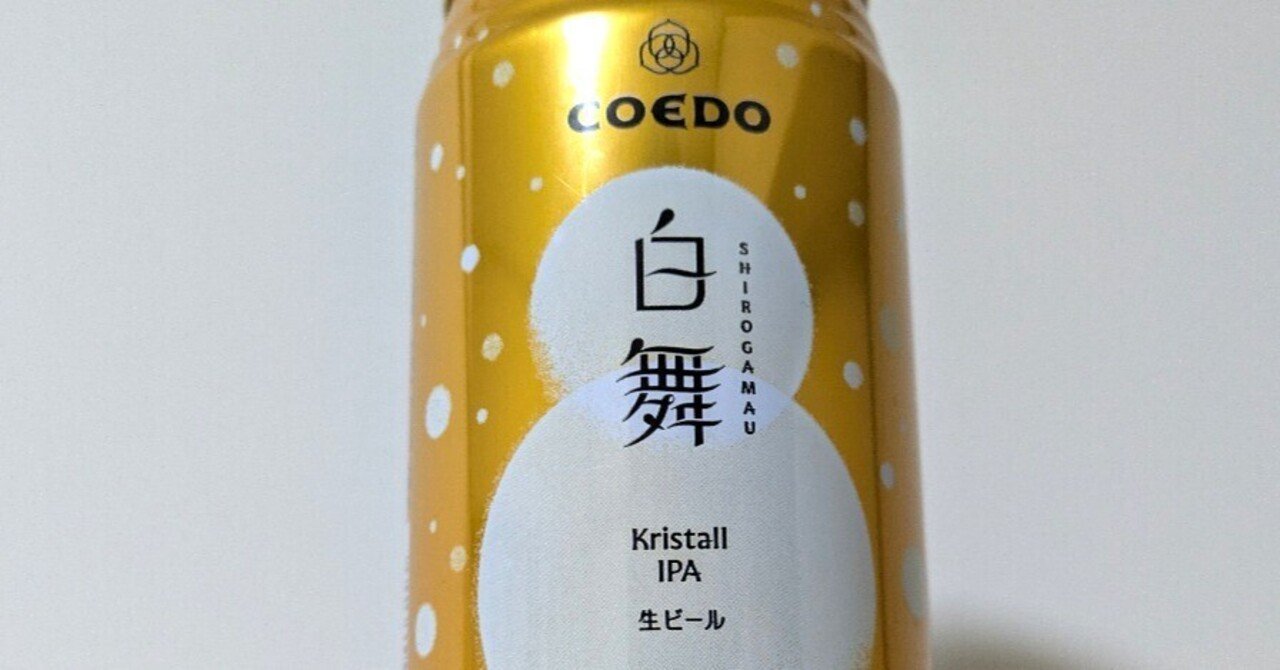 COEDO
白舞
SHIROGAMAU
Kristall
IPA
生ビール